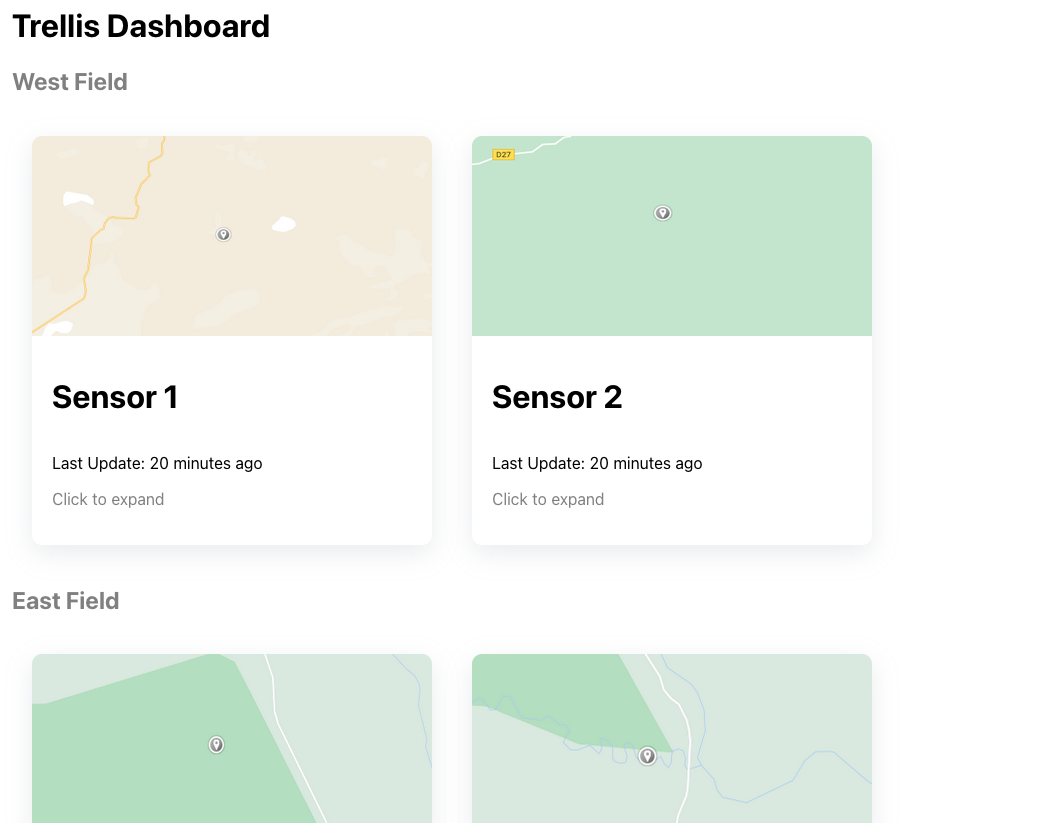 Trellis Dashboard
West Field
D27
Sensor 1
Last Update: 20 minutes ago
Click to expand
Sensor 2
Last Update: 20 minutes ago
Click to expand
East Field